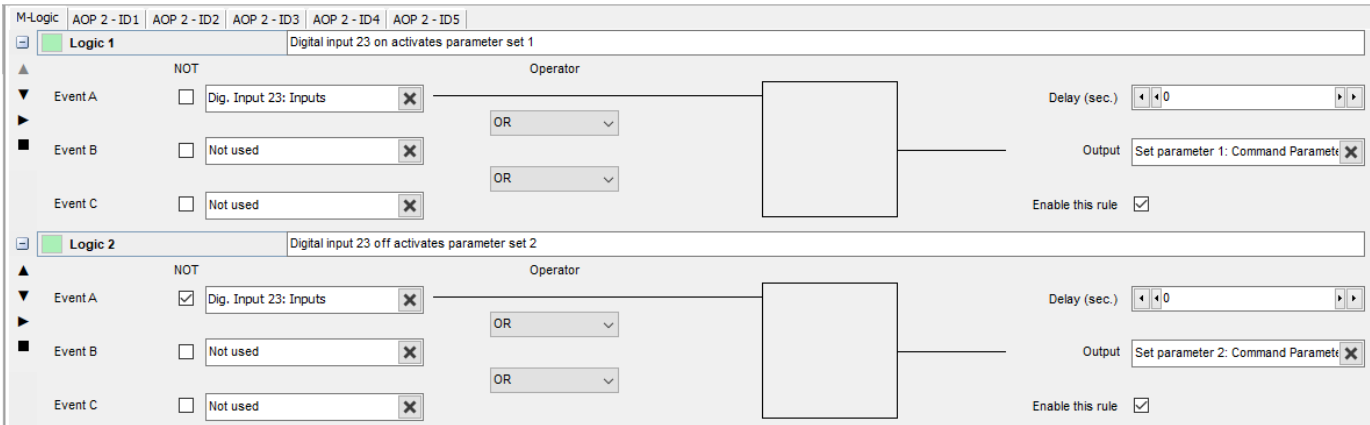 M-Logic AOP 2 - ID1 AOP 2 - ID2 AOP 2 - ID3 AOP 2 - ID4 AOP 2 - ID5
Logic 1 Digital input 23 on activates parameter set 1
NOT Operator
Event A Dig. Input 23: Inputs Delay (sec.) 0
OR
Event B Not used Output Set parameter 1: Command Paramete
OR
Event C Not used Enable this rule
Logic 2 Digital input 23 off activates parameter set 2
NOT Operator
Event A Dig. Input 23: Inputs Delay (sec.) 0
OR
Event B Not used Output Set parameter 2: Command Paramete
OR
Event C Not used Enable this rule